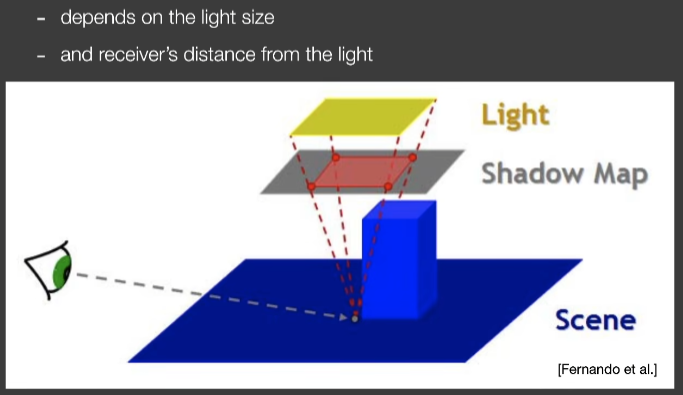 - depends on the light size
- and receiver's distance from the light
Light
Shadow Map
Scene
[Fernando et al.]